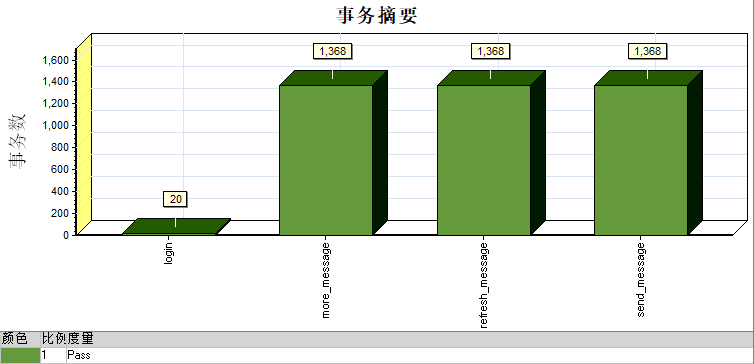 事务摘要
事务数
1,600
1,400
1,200
1,000
800
600
400
200
0
20
1,368
1,368
1,368
login
more_message
refresh_message
send_message
颜色 比例 度量
1 Pass